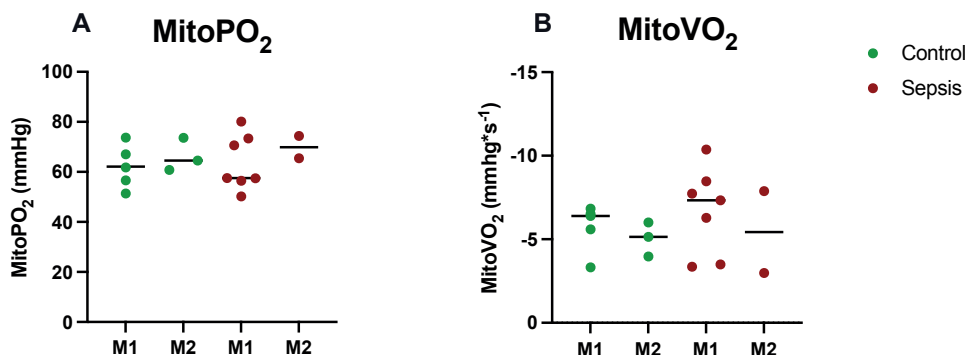 A
MitoPO₂
MitoPO₂ (mmHg)
100
80
60
40
20
0
M1 M2 M1 M2
B
MitoVO₂
MitoVO₂ (mmhg*s⁻¹)
-15
-10
-5
0
M1 M2 M1 M2
Control
Sepsis